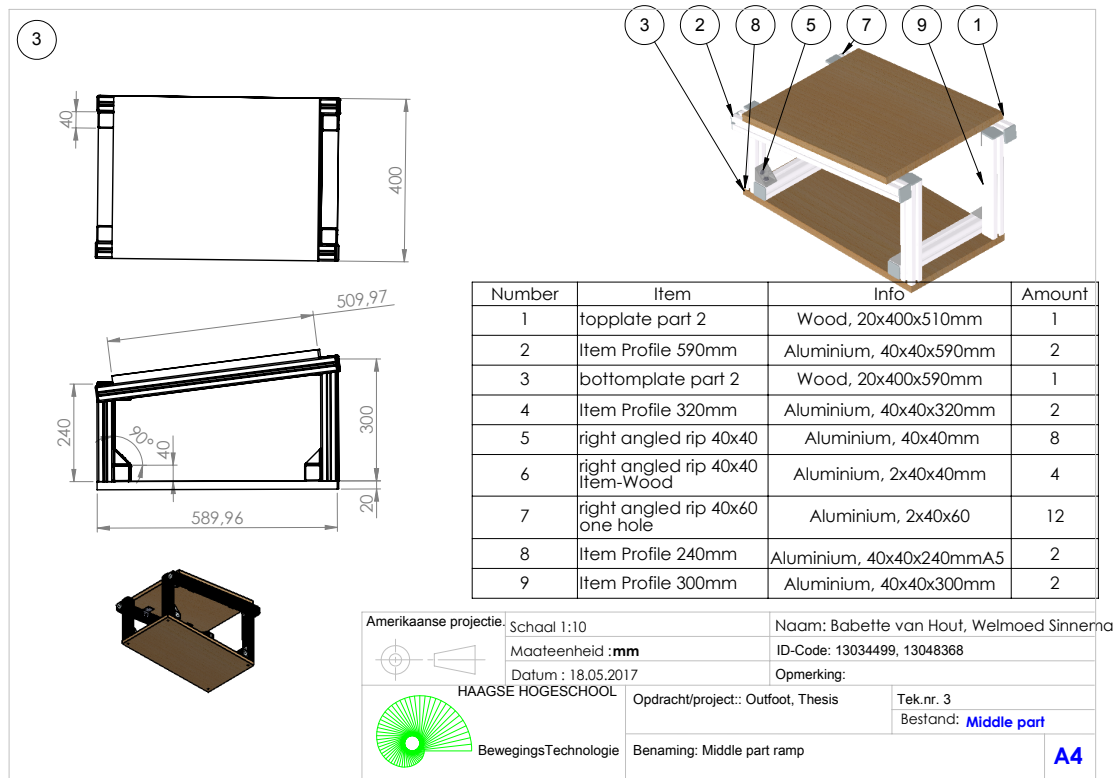 3
3 2 8 5 7 9 1
40
400
509,97
240
90°
40
300
20
589,96
Number Item Info Amount
1 topplate part 2 Wood, 20x400x510mm 1
2 Item Profile 590mm Aluminium, 40x40x590mm 2
3 bottomplate part 2 Wood, 20x400x590mm 1
4 Item Profile 320mm Aluminium, 40x40x320mm 2
5 right angled rip 40x40 Aluminium, 40x40mm 8
6 right angled rip 40x40 Item-Wood Aluminium, 2x40x40mm 4
7 right angled rip 40x60 one hole Aluminium, 2x40x60 12
8 Item Profile 240mm Aluminium, 40x40x240mmA5 2
9 Item Profile 300mm Aluminium, 40x40x300mm 2
Amerikaanse projectie.
Schaal 1:10
Naam: Babette van Hout, Welmoed Sinnema
Maateenheid :mm
ID-Code: 13034499, 13048368
Datum : 18.05.2017
Opmerking:
HAAGSE HOGESCHOOL
BewegingsTechnologie
Opdracht/project:: Outfoot, Thesis
Tek.nr. 3
Bestand: Middle part
Benaming: Middle part ramp
A4